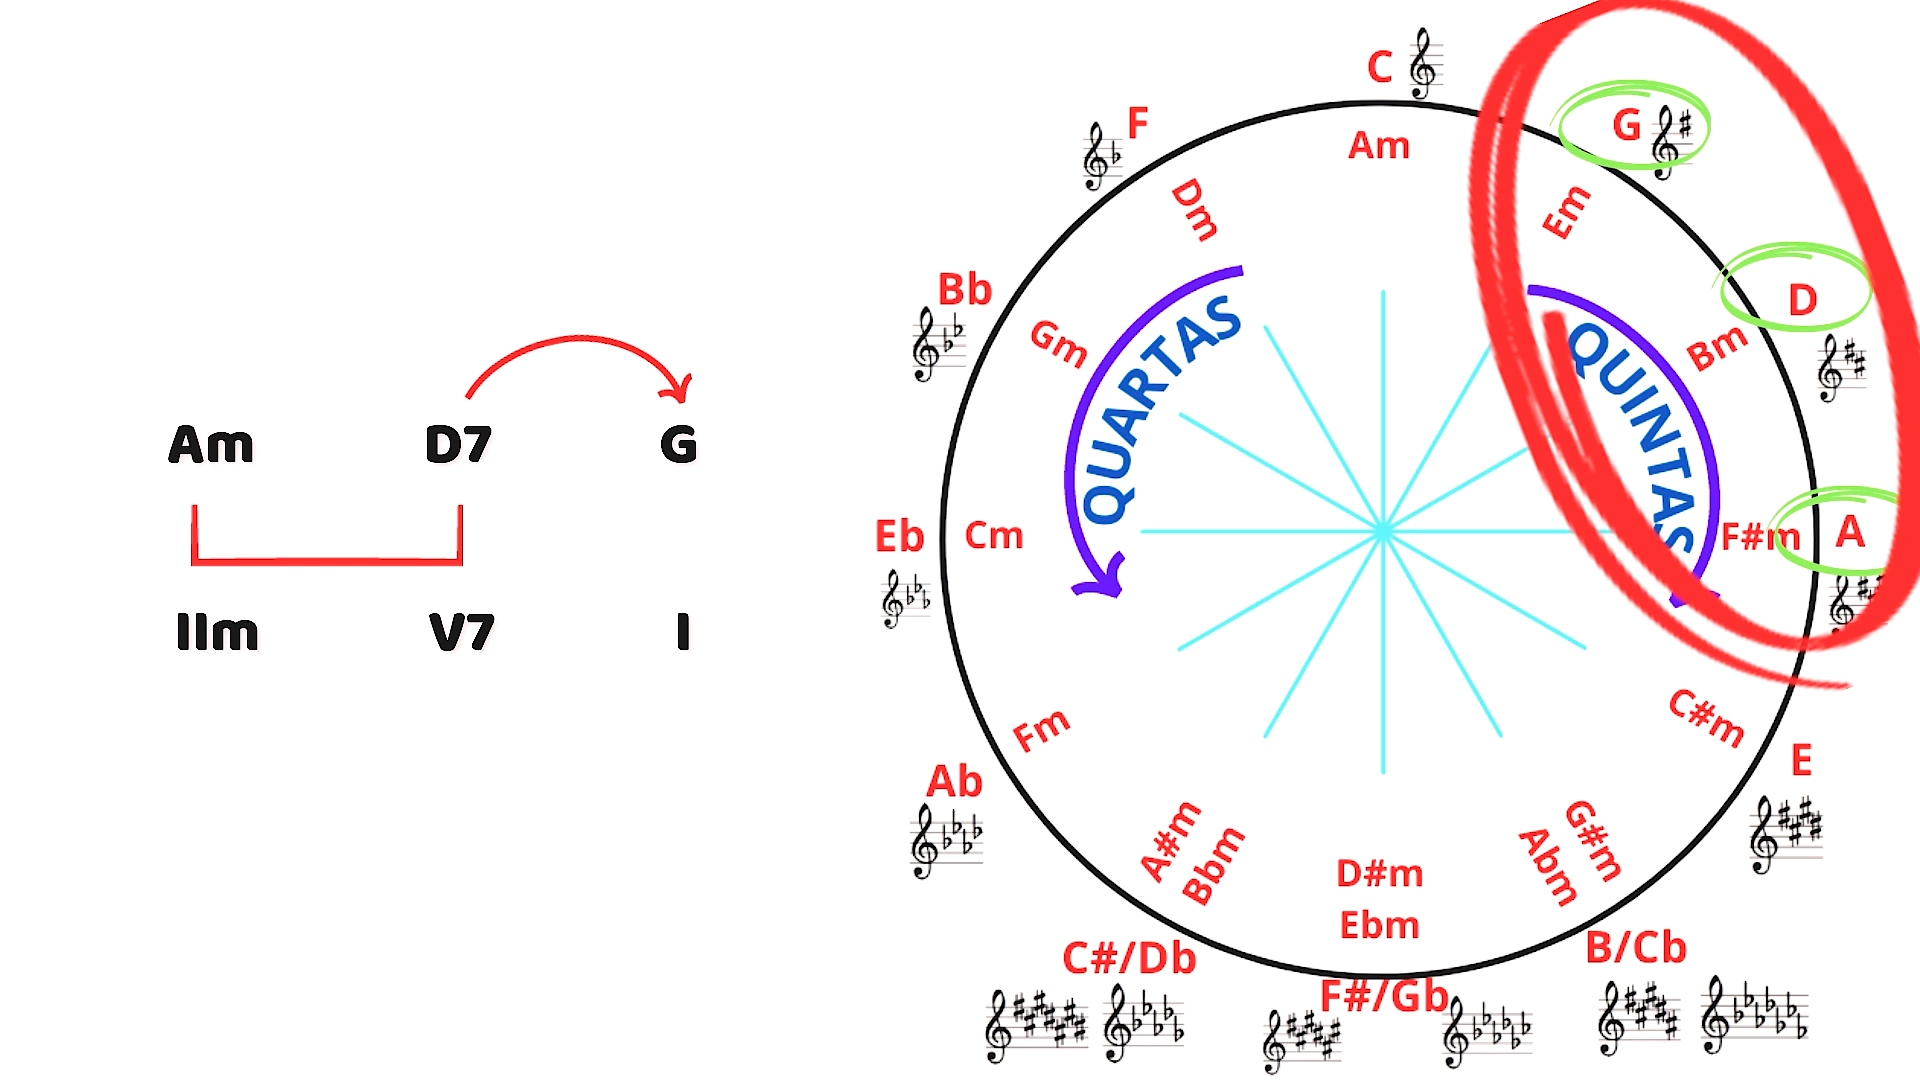 Am D7 G
IIm V7 I
C
G
D
A
E
B/Cb
F#/Gb
C#/Db
Ab
Eb
Bb
F
Am
Em
Bm
F#m
C#m
G#m
Abm
D#m
Ebm
A#m
Bbm
Fm
Cm
Gm
Dm
QUARTAS
QUINTAS